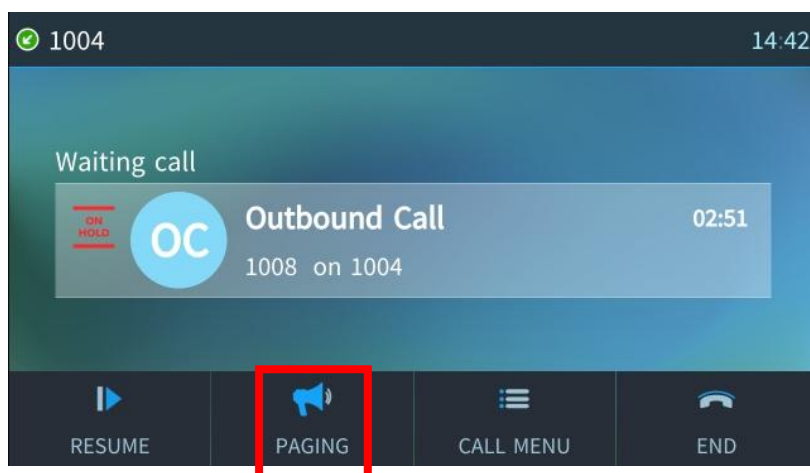 1004 14:42
Waiting call
ON
HOLD
OC
Outbound Call 02:51
1008 on 1004
RESUME PAGING CALL MENU END